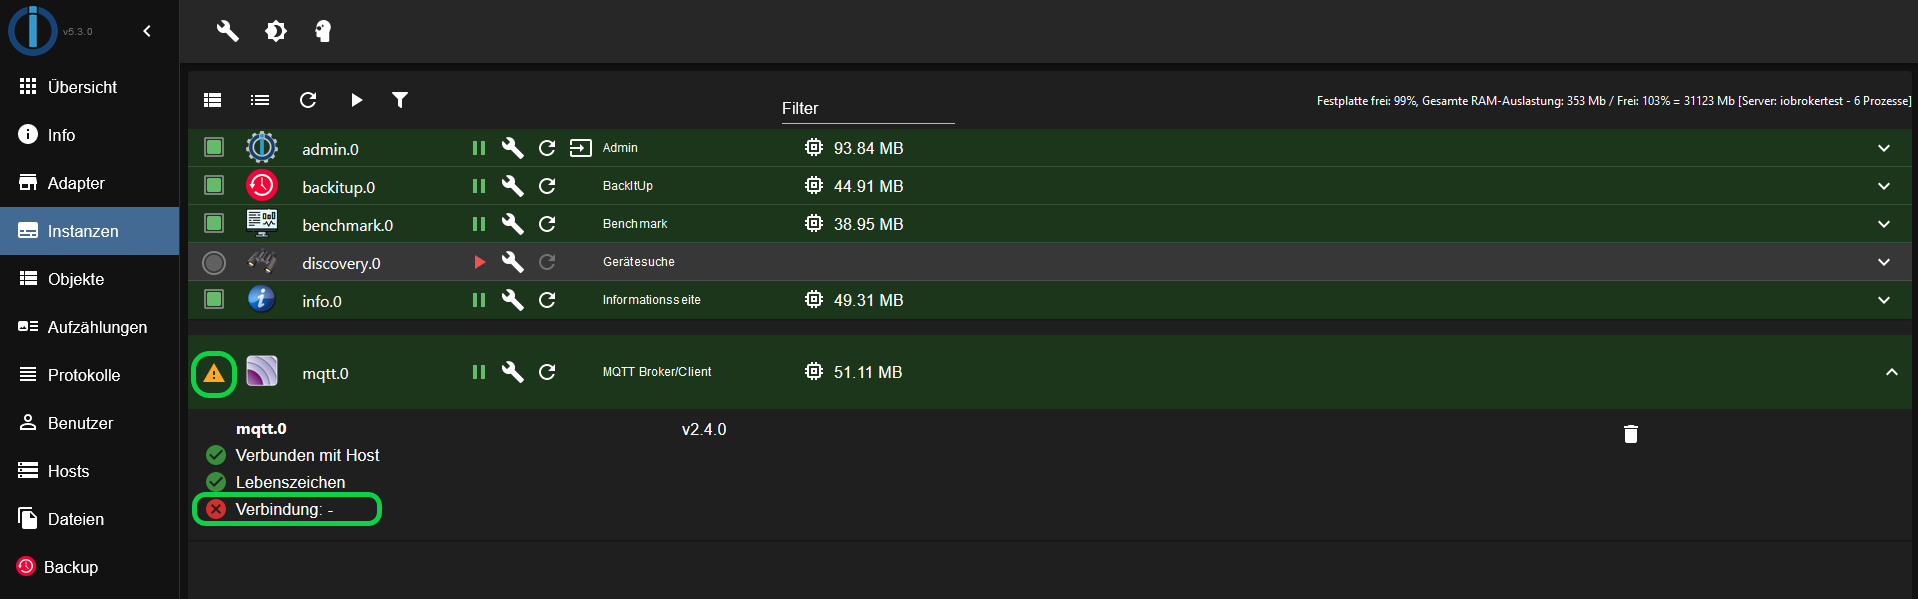 v5.3.0
Übersicht
Info
Adapter
Instanzen
Objekte
Aufzählungen
Protokolle
Benutzer
Hosts
Dateien
Backup
Filter
Festplatte frei: 99%, Gesamte RAM-Auslastung: 353 Mb / Frei: 103% = 31123 Mb [Server: iobrokertest - 6 Prozesse]
admin.0 Admin 93.84 MB
backitup.0 BackItUp 44.91 MB
benchmark.0 Benchmark 38.95 MB
discovery.0 Gerätesuche
info.0 Informationsseite 49.31 MB
mqtt.0 MQTT Broker/Client 51.11 MB
mqtt.0 v2.4.0
Verbunden mit Host
Lebenszeichen
Verbindung: -